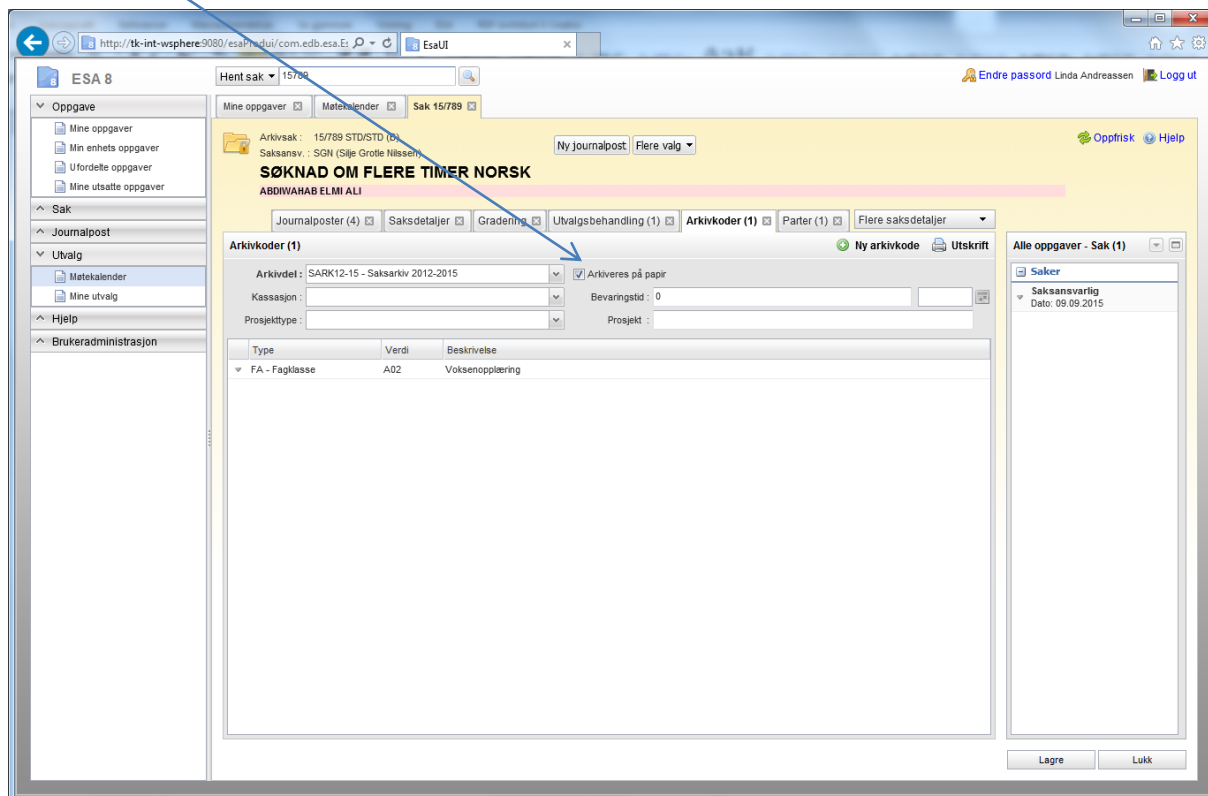 http://tk-int-wsphere:9080/esaProdui/com.edb.esa.Es
EsaUI
ESA 8
Hent sak 15789
Endre passord Linda Andreassen Logg ut
Oppgave
Mine oppgaver
Min enhets oppgaver
Ufordelte oppgaver
Mine utsatte oppgaver
Sak
Journalpost
Utvalg
Møtekalender
Mine utvalg
Hjelp
Brukeradministrasjon
Mine oppgaver Møtekalender Sak 15/789
Arkivsak : 15/789 STD/STD (B)
Saksansv. : SGN (Silje Grotle Nilssen)
Ny journalpost Flere valg
Oppfrisk Hjelp
SØKNAD OM FLERE TIMER NORSK
ABDIWAHAB ELMI ALI
Journalposter (4) Saksdetaljer Gradering Utvalgsbehandling (1) Arkivkoder (1) Parter (1) Flere saksdetaljer
Arkivkoder (1) Ny arkivkode Utskrift
Arkivdel : SARK12-15 - Saksarkiv 2012-2015 Arkiveres på papir
Kassasjon : Bevaringstid : 0
Prosjekttype : Prosjekt :
Type Verdi Beskrivelse
FA - Fagklasse A02 Voksenopplæring
Alle oppgaver - Sak (1)
Saker
Saksansvarlig
Dato: 09.09.2015
Lagre Lukk